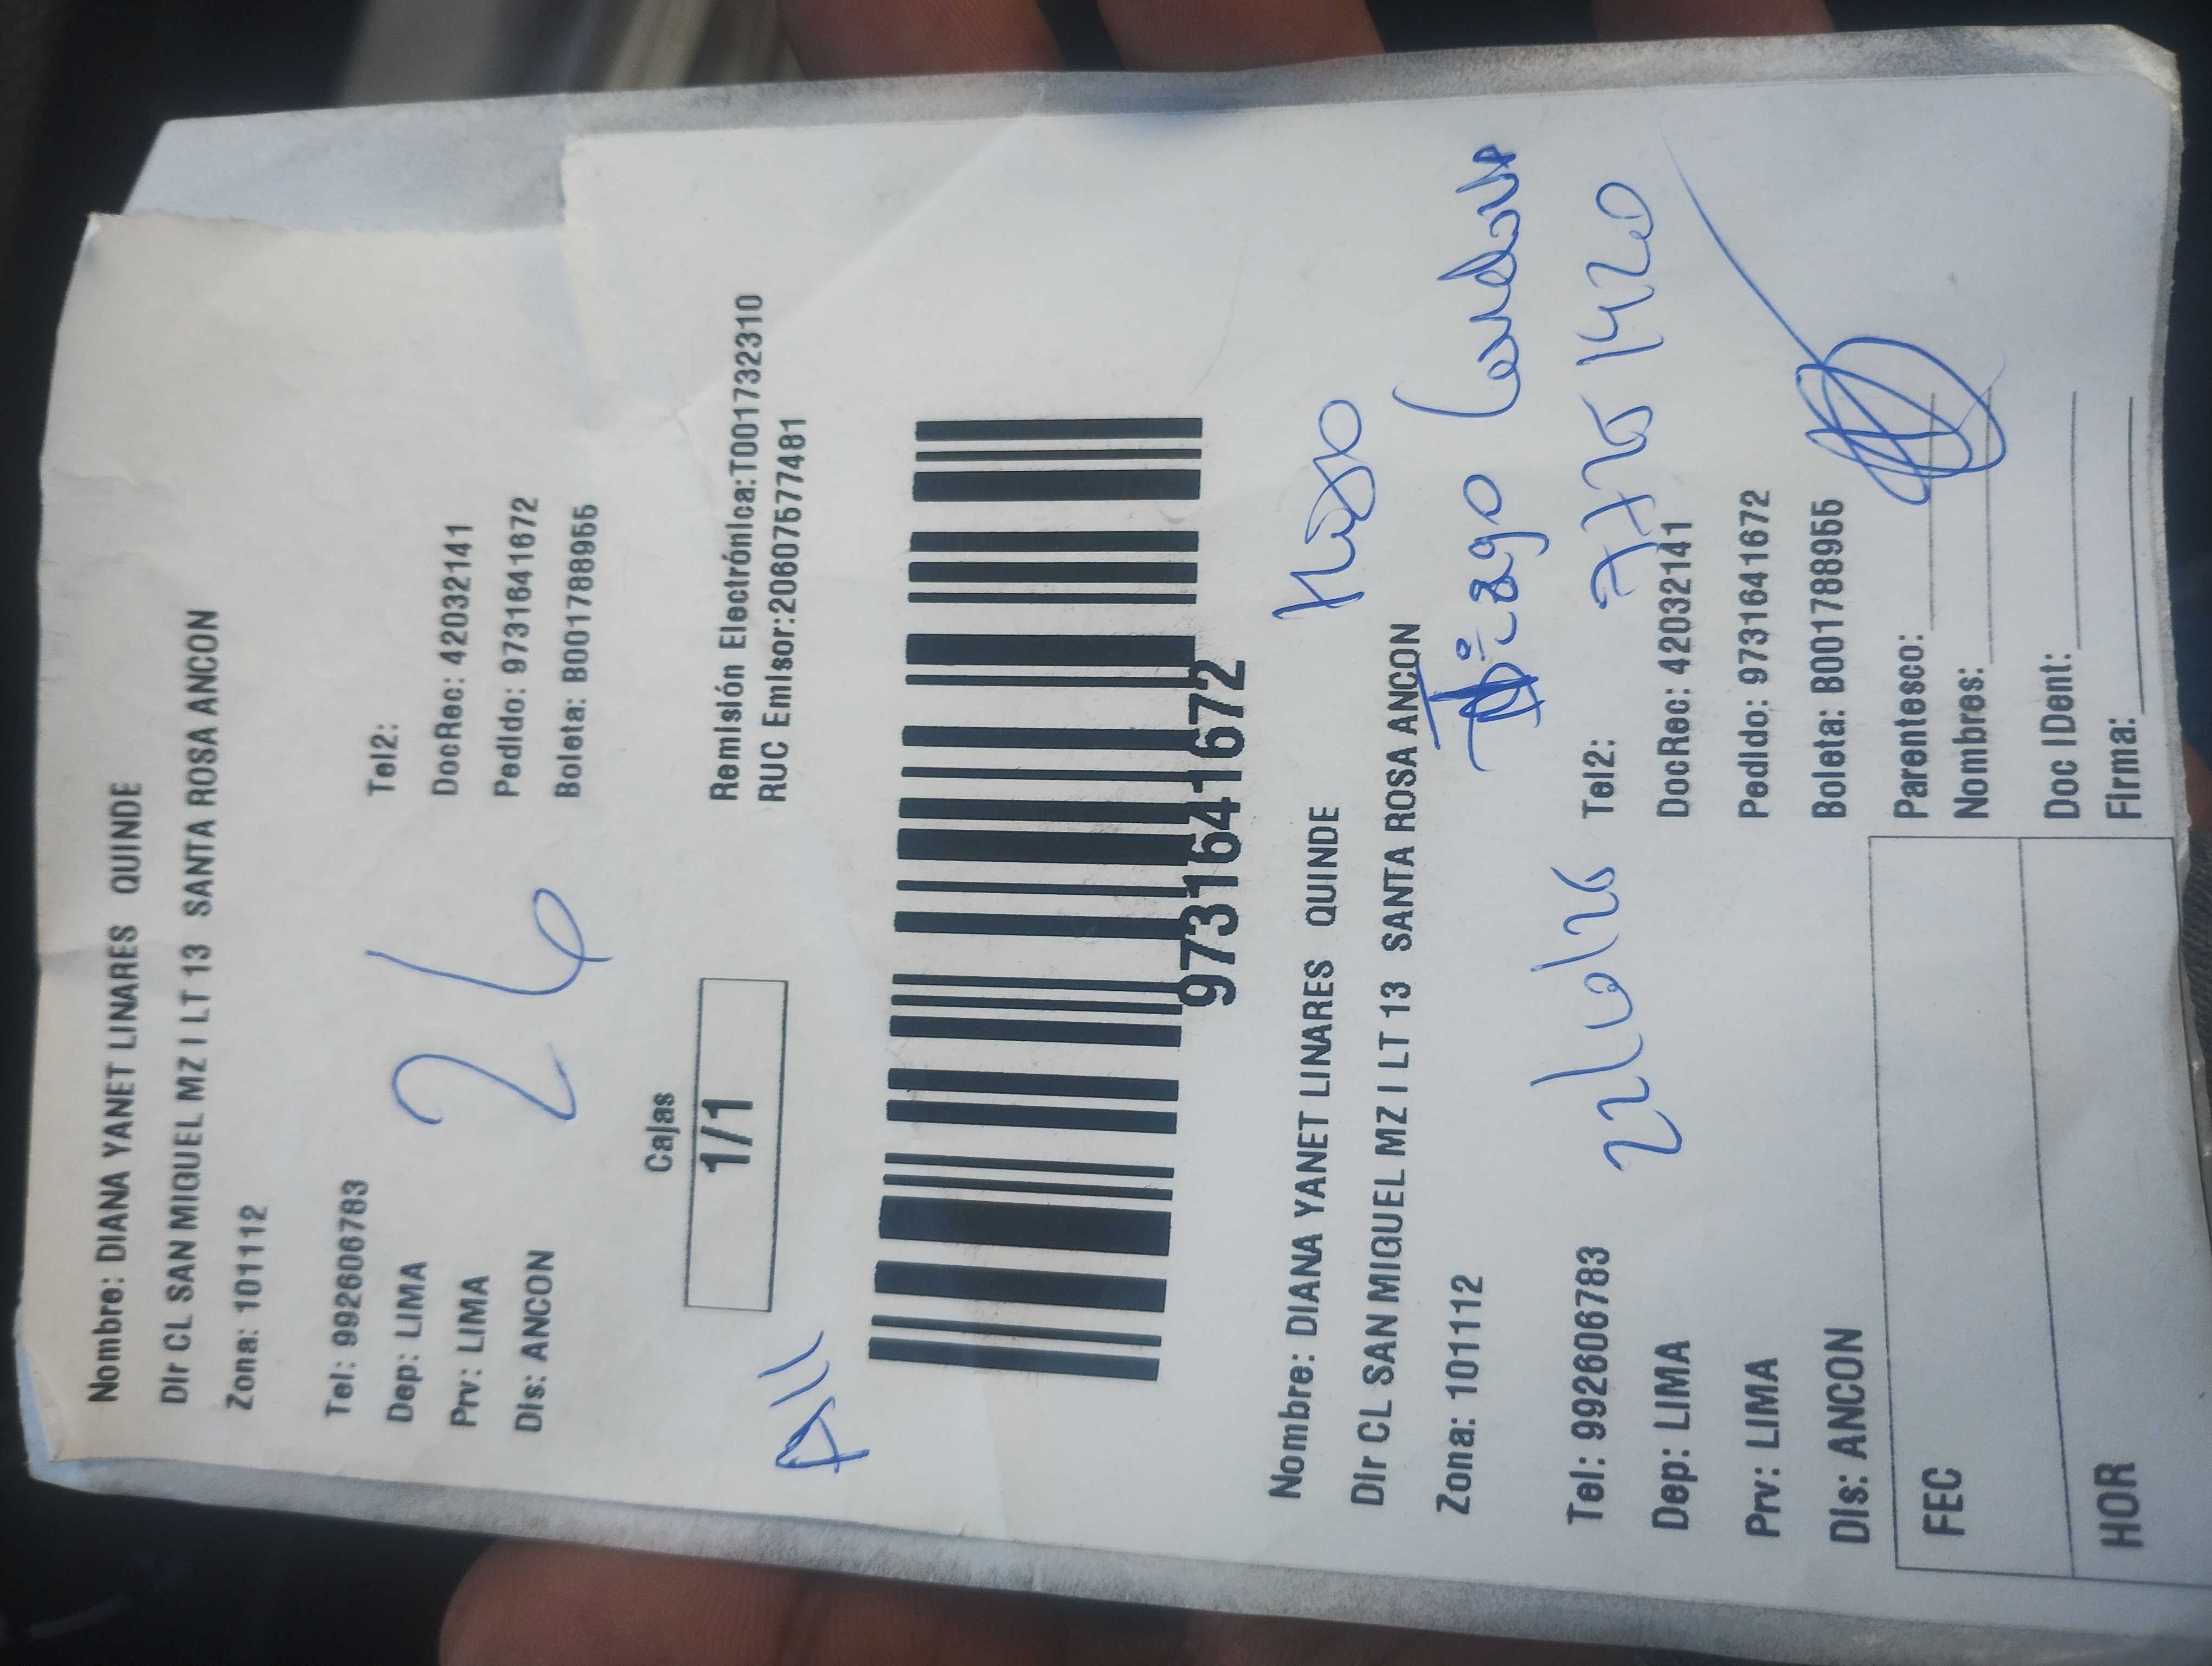 Nombre: DIANA YANET LINARES QUINDE
Dir CL SAN MIGUEL MZ I LT 13 SANTA ROSA ANCON
Zona: 101112
Tel: 992606783
Tel2:
Dep: LIMA
DocRec: 42032141
Prv: LIMA
Pedido: 9731641672
Dis: ANCON
Boleta: B001788955
26
Cajas
1/1
Remisión Electrónica:T001732310
RUC Emisor:20607577481
All
9731641672
Nombre: DIANA YANET LINARES QUINDE
Hijo
Dir CL SAN MIGUEL MZ I LT 13 SANTA ROSA ANCON
Zona: 101112
Diego
Tel: 992606783
Tel2:
77251420
Dep: LIMA
DocRec: 42032141
Prv: LIMA
Pedido: 9731641672
Dis: ANCON
Boleta: B001788955
FEC
Parentesco:
Nombres:
HOR
Doc IDent:
Firma: